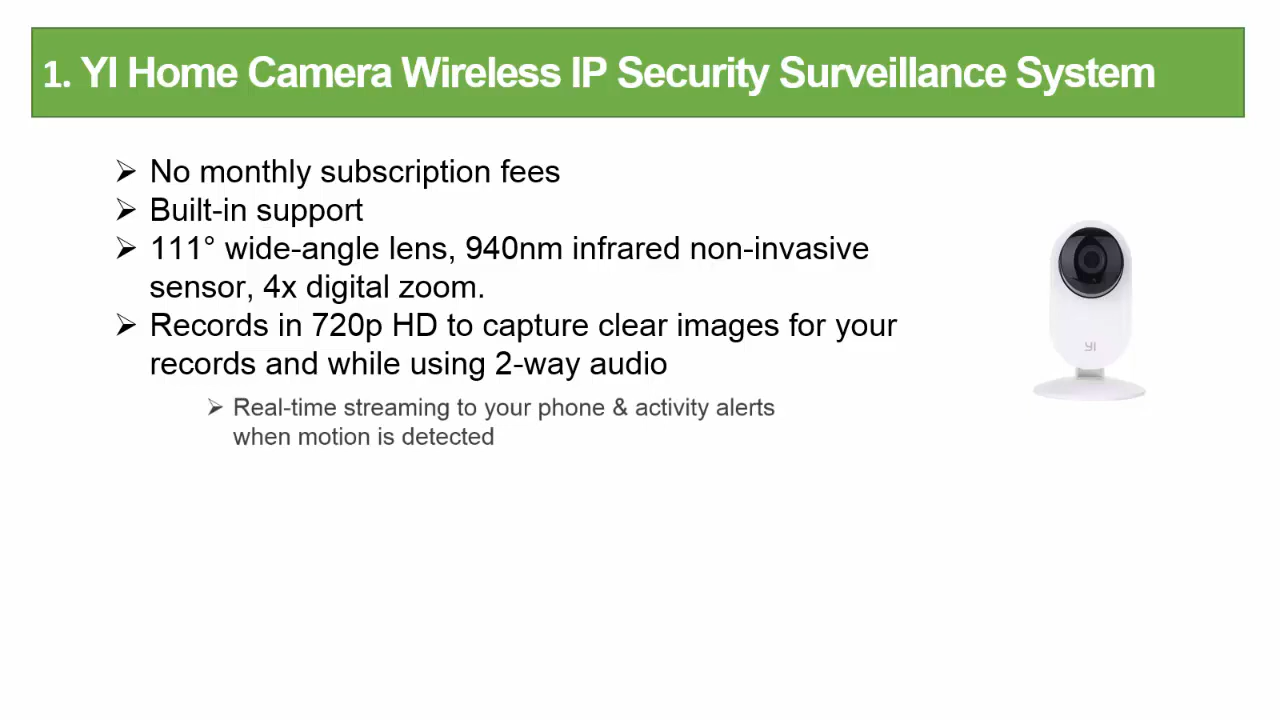 1. YI Home Camera Wireless IP Security Surveillance System
➢ No monthly subscription fees
➢ Built-in support
➢ 111° wide-angle lens, 940nm infrared non-invasive
sensor, 4x digital zoom.
➢ Records in 720p HD to capture clear images for your
records and while using 2-way audio
➢ Real-time streaming to your phone & activity alerts
when motion is detected
YI